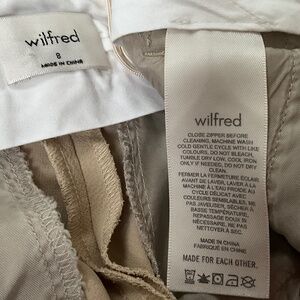 wilfred
8
MADE IN CHINA
wilfred
CLOSE ZIPPER BEFORE
CLEANING, MACHINE WASH
COLD GENTLE CYCLE WITH LIKE
COLOURS, DO NOT BLEACH,
TUMBLE DRY LOW, COOL IRON
ONLY IF NEEDED, DO NOT DRY
CLEAN.
FERMER LA FERMETURE ÉCLAIR
AVANT DE LAVER, LAVER À LA
MACHINE À L'EAU FROIDE
CYCLE DÉLICAT AVEC
COULEURS SEMBLABLES, NE
PAS JAVELLISER, SÉCHER À
BASSE TEMPÉRATURE,
REPASSAGE DOUX SI
NÉCESSAIRE, NE PAS
NETTOYER À SEC.
MADE IN CHINA
FABRIQUÉ EN CHINE
MADE FOR EACH OTHER.